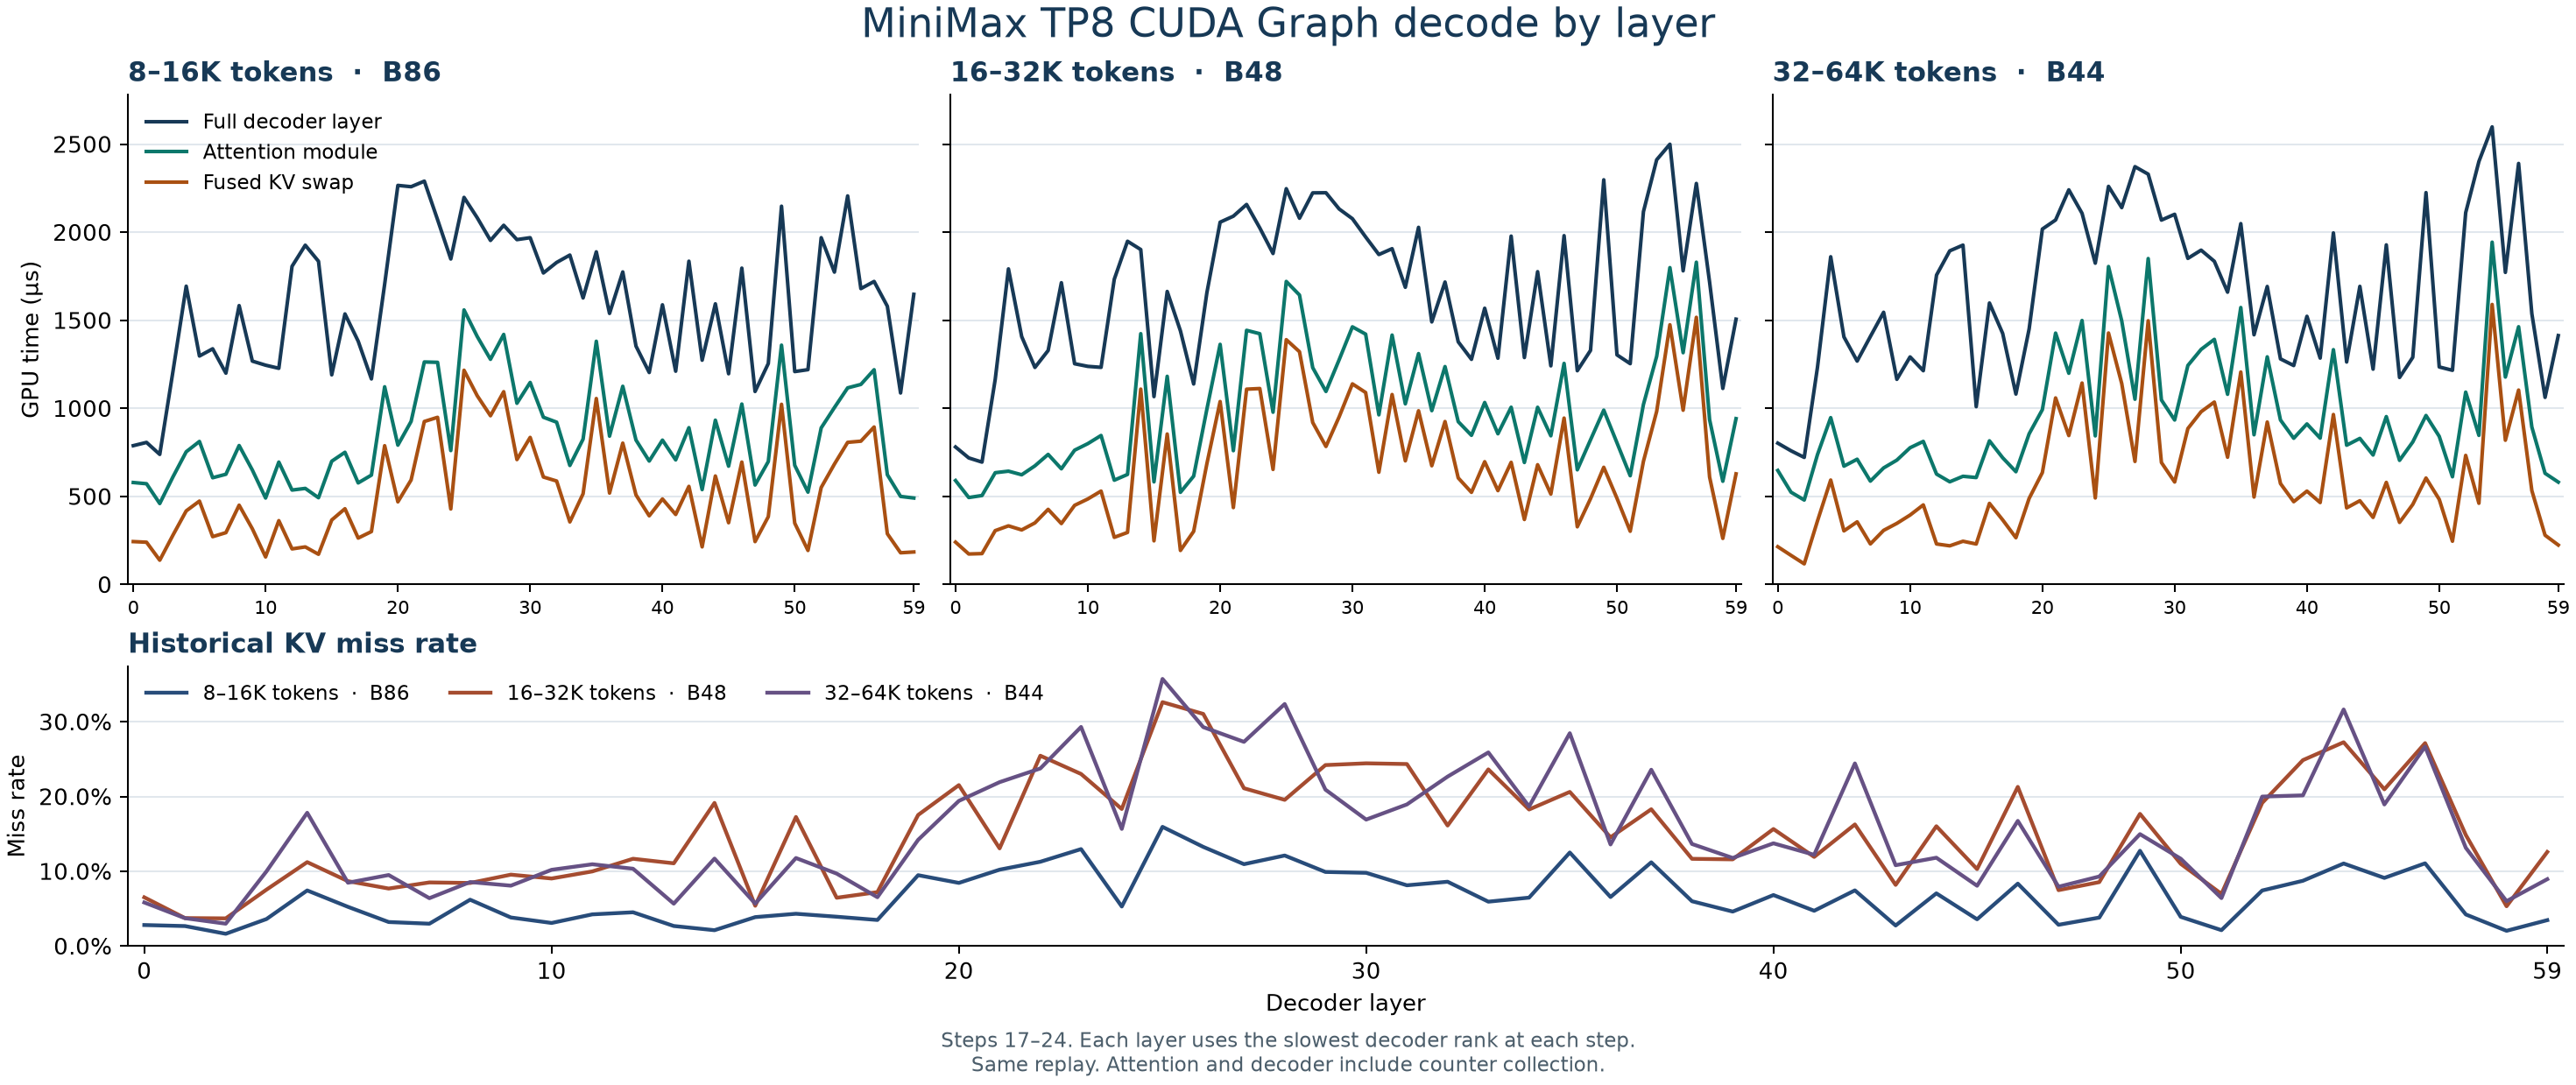 MiniMax TP8 CUDA Graph decode by layer
8–16K tokens · B86
16–32K tokens · B48
32–64K tokens · B44
Full decoder layer
Attention module
Fused KV swap
GPU time (μs)
2500
2000
1500
1000
500
0
0 10 20 30 40 50 59
0 10 20 30 40 50 59
0 10 20 30 40 50 59
Historical KV miss rate
8–16K tokens · B86
16–32K tokens · B48
32–64K tokens · B44
Miss rate
30.0%
20.0%
10.0%
0.0%
0 10 20 30 40 50 59
Decoder layer
Steps 17–24. Each layer uses the slowest decoder rank at each step.
Same replay. Attention and decoder include counter collection.